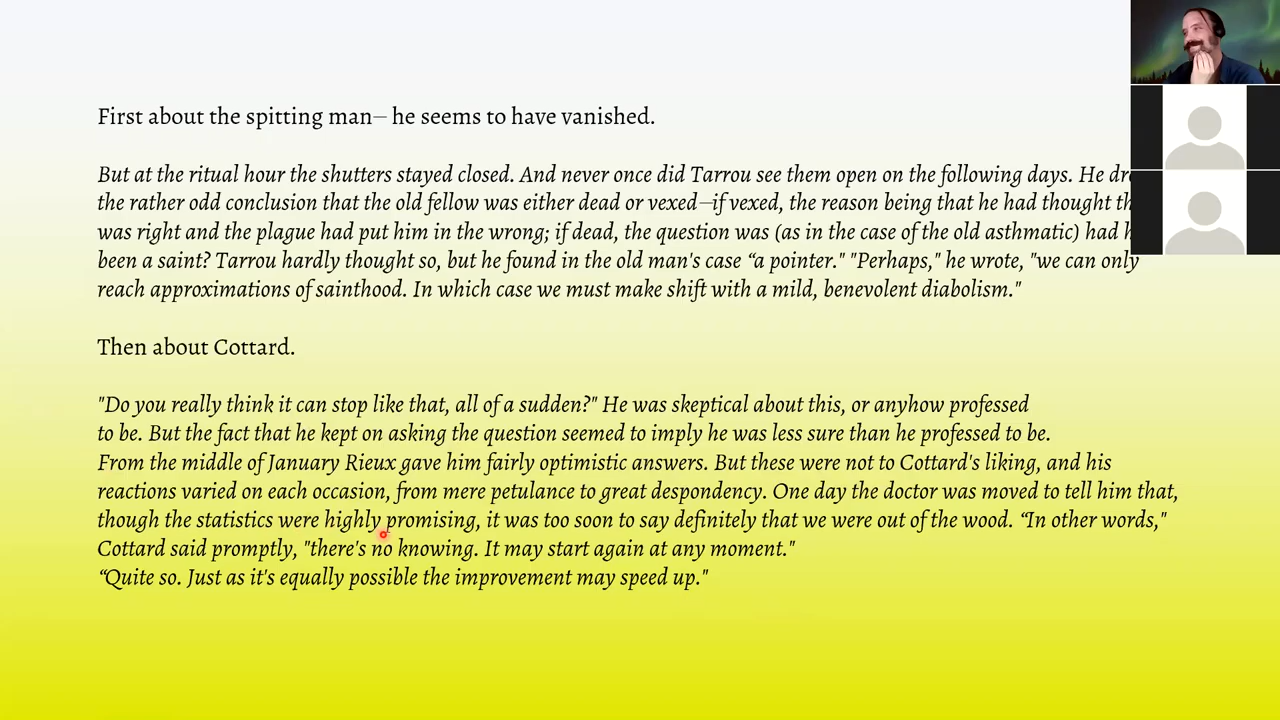 First about the spitting man– he seems to have vanished.
But at the ritual hour the shutters stayed closed. And never once did Tarrou see them open on the following days. He
the rather odd conclusion that the old fellow was either dead or vexed—if vexed, the reason being that he had thought
was right and the plague had put him in the wrong; if dead, the question was (as in the case of the old asthmatic) had
been a saint? Tarrou hardly thought so, but he found in the old man's case “a pointer." "Perhaps," he wrote, "we can only
reach approximations of sainthood. In which case we must make shift with a mild, benevolent diabolism."
Then about Cottard.
"Do you really think it can stop like that, all of a sudden?" He was skeptical about this, or anyhow professed
to be. But the fact that he kept on asking the question seemed to imply he was less sure than he professed to be.
From the middle of January Rieux gave him fairly optimistic answers. But these were not to Cottard's liking, and his
reactions varied on each occasion, from mere petulance to great despondency. One day the doctor was moved to tell him that,
though the statistics were highly promising, it was too soon to say definitely that we were out of the wood. “In other words,"
Cottard said promptly, "there's no knowing. It may start again at any moment."
“Quite so. Just as it's equally possible the improvement may speed up."